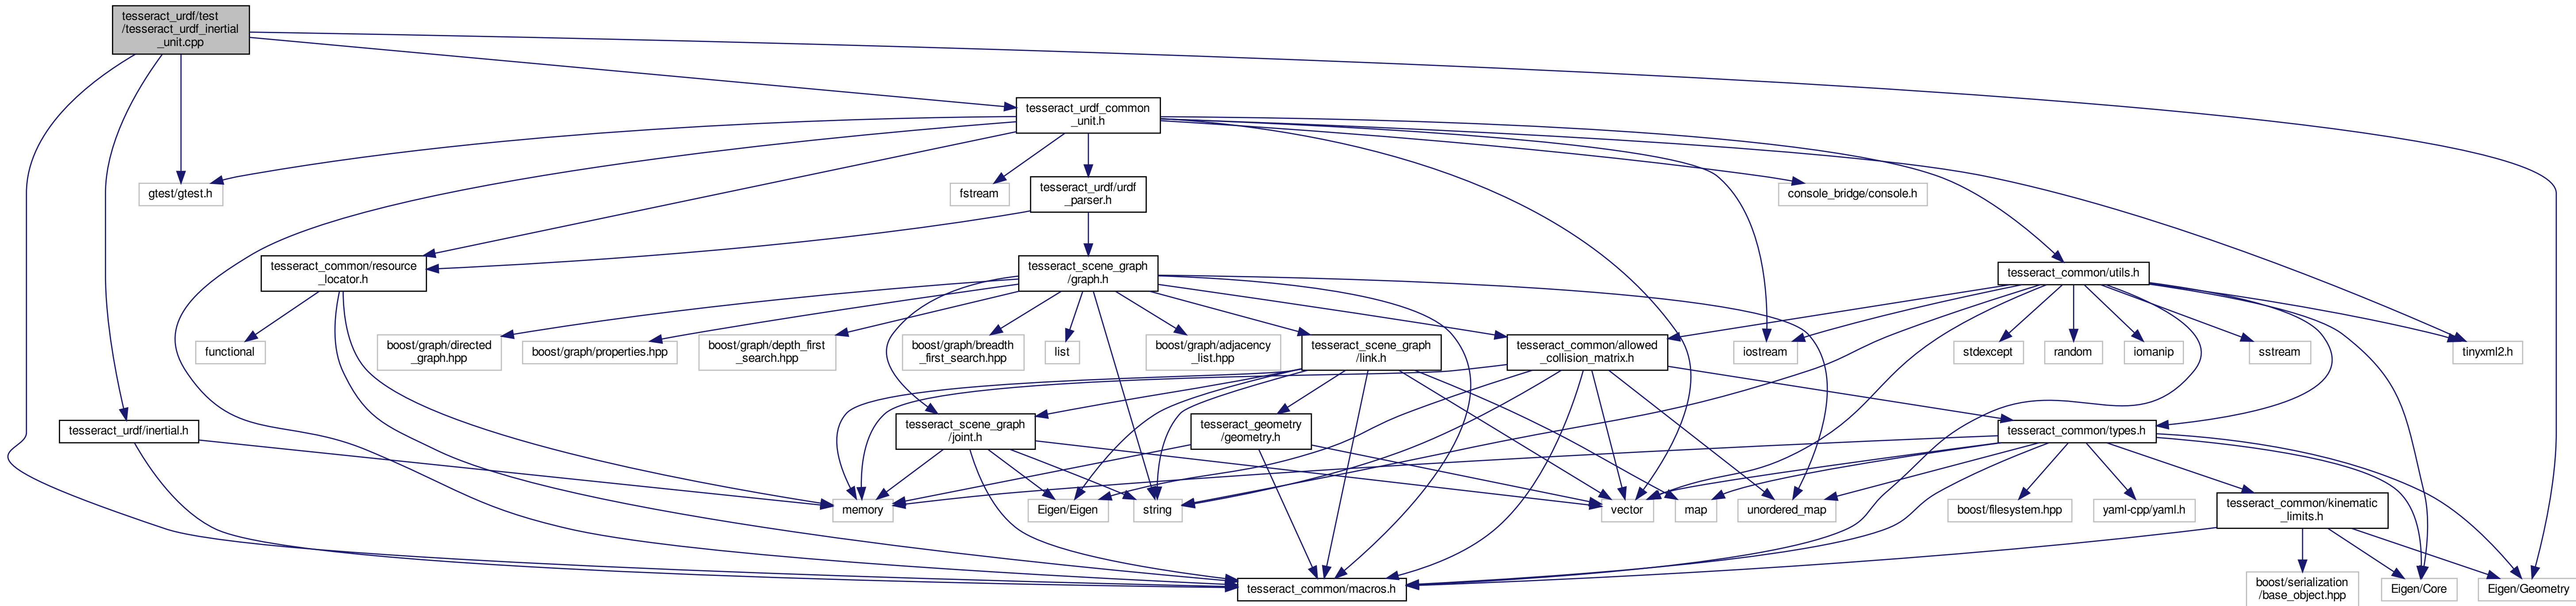 tesseract_urdf/test
/tesseract_urdf_inertial
_unit.cpp
tesseract_urdf_common
_unit.h
gtest/gtest.h
fstream
tesseract_urdf/urdf
_parser.h
console_bridge/console.h
tesseract_common/resource
_locator.h
tesseract_scene_graph
/graph.h
tesseract_common/utils.h
functional
boost/graph/directed
_graph.hpp
boost/graph/properties.hpp
boost/graph/depth_first
_search.hpp
boost/graph/breadth
_first_search.hpp
list
boost/graph/adjacency
_list.hpp
tesseract_scene_graph
/link.h
tesseract_common/allowed
_collision_matrix.h
iostream
stdexcept
random
iomanip
sstream
tinyxml2.h
tesseract_urdf/inertial.h
tesseract_scene_graph
/joint.h
tesseract_geometry
/geometry.h
tesseract_common/types.h
memory
Eigen/Eigen
string
vector
map
unordered_map
boost/filesystem.hpp
yaml-cpp/yaml.h
tesseract_common/kinematic
_limits.h
tesseract_common/macros.h
boost/serialization
/base_object.hpp
Eigen/Core
Eigen/Geometry